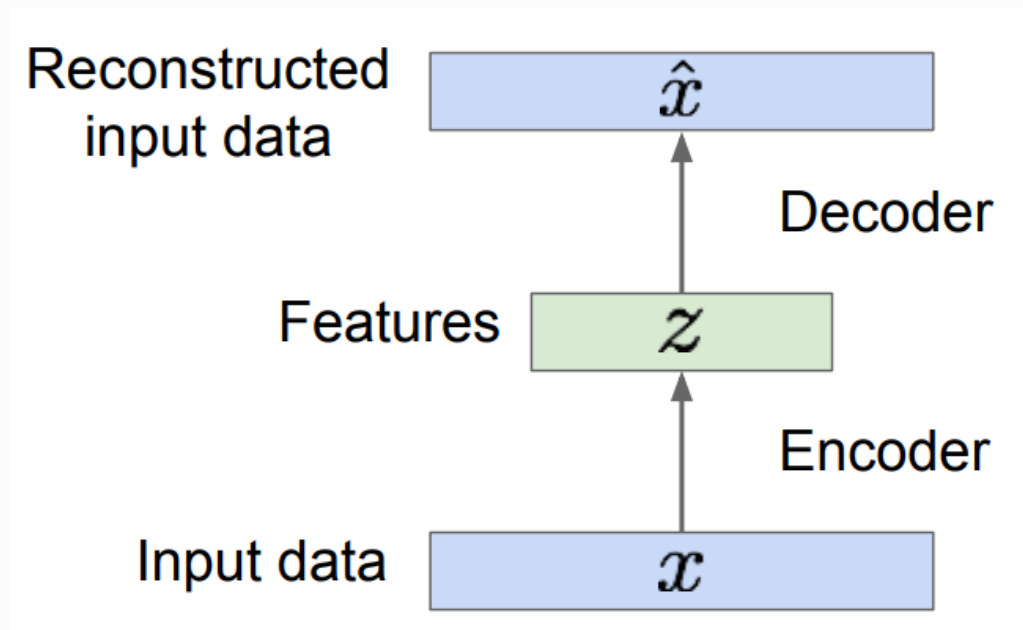 Reconstructed
input data
x̂
Decoder
Features
z
Encoder
Input data
x